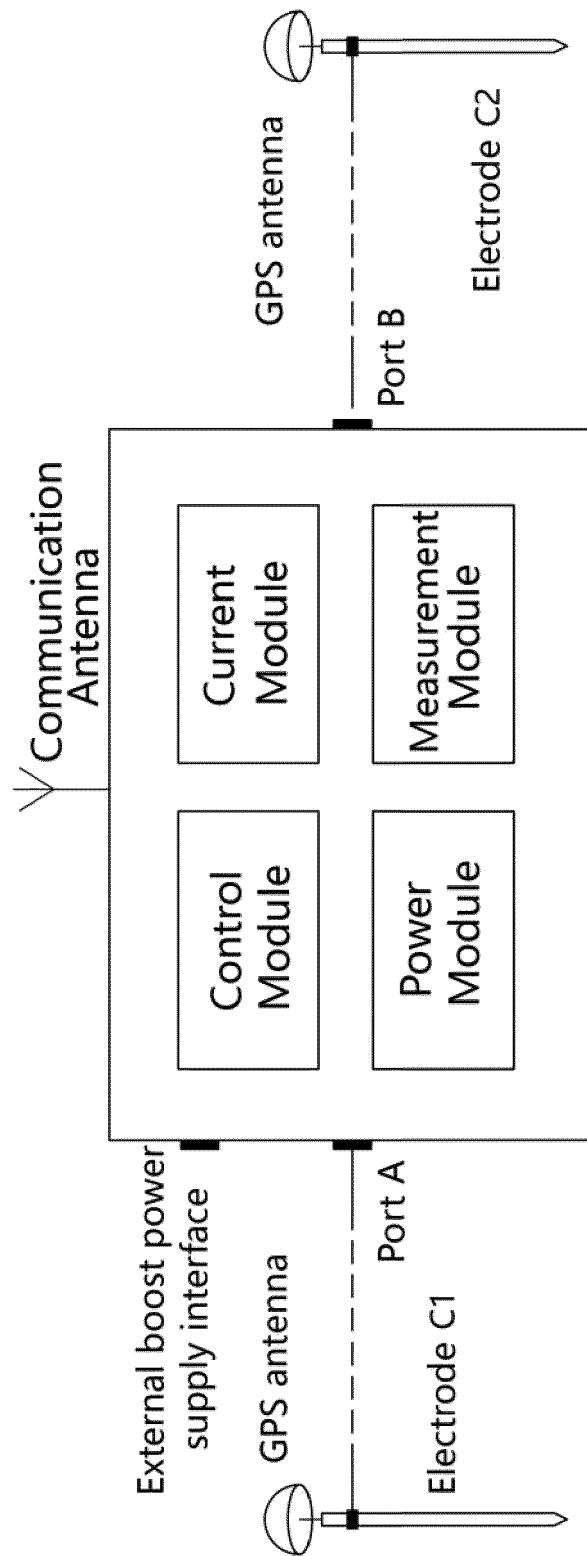 Communication
Antenna
External boost power
supply interface
GPS antenna
GPS antenna
Control
Module
Current
Module
Port A
Port B
Power
Module
Measurement
Module
Electrode C1
Electrode C2